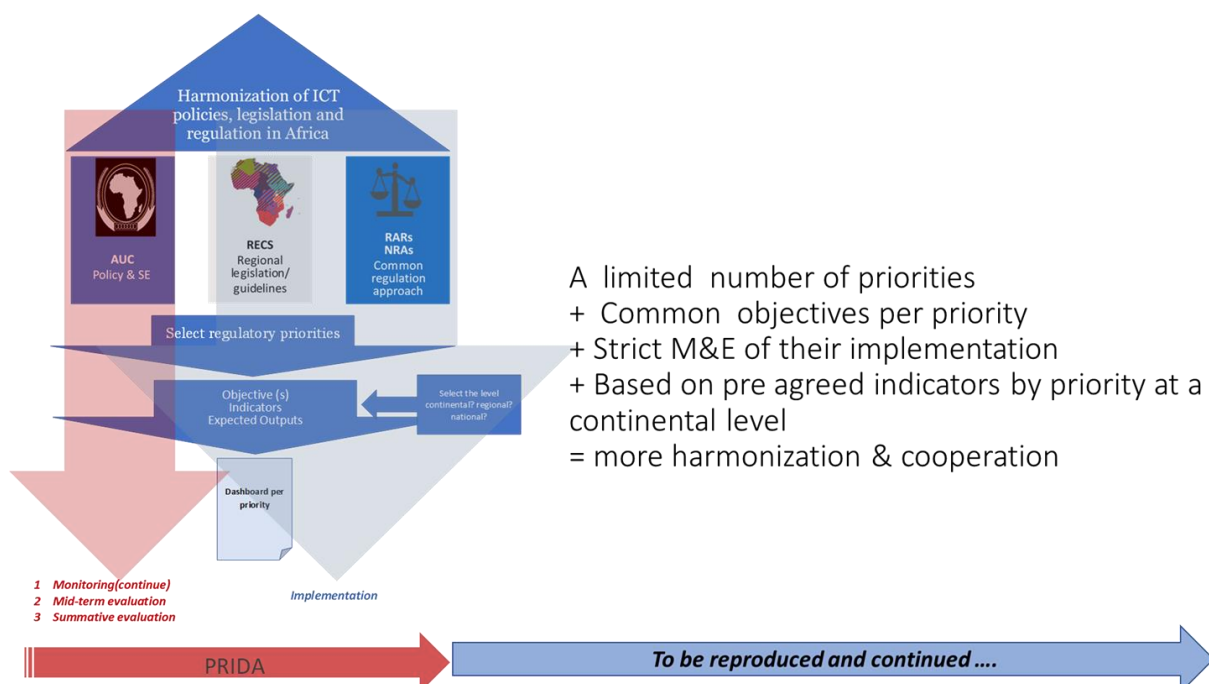 Harmonization of ICT
policies, legislation and
regulation in Africa
AUC
Policy & SE
RECS
Regional
legislation/
guidelines
RARs
NRAs
Common
regulation
approach
Select regulatory priorities
Objective (s)
Indicators
Expected Outputs
Select the level
continental? regional?
national?
Dashboard per
priority
1 Monitoring(continue)
2 Mid-term evaluation
3 Summative evaluation
Implementation
A limited number of priorities
+ Common objectives per priority
+ Strict M&E of their implementation
+ Based on pre agreed indicators by priority at a
continental level
= more harmonization & cooperation
PRIDA
To be reproduced and continued ....